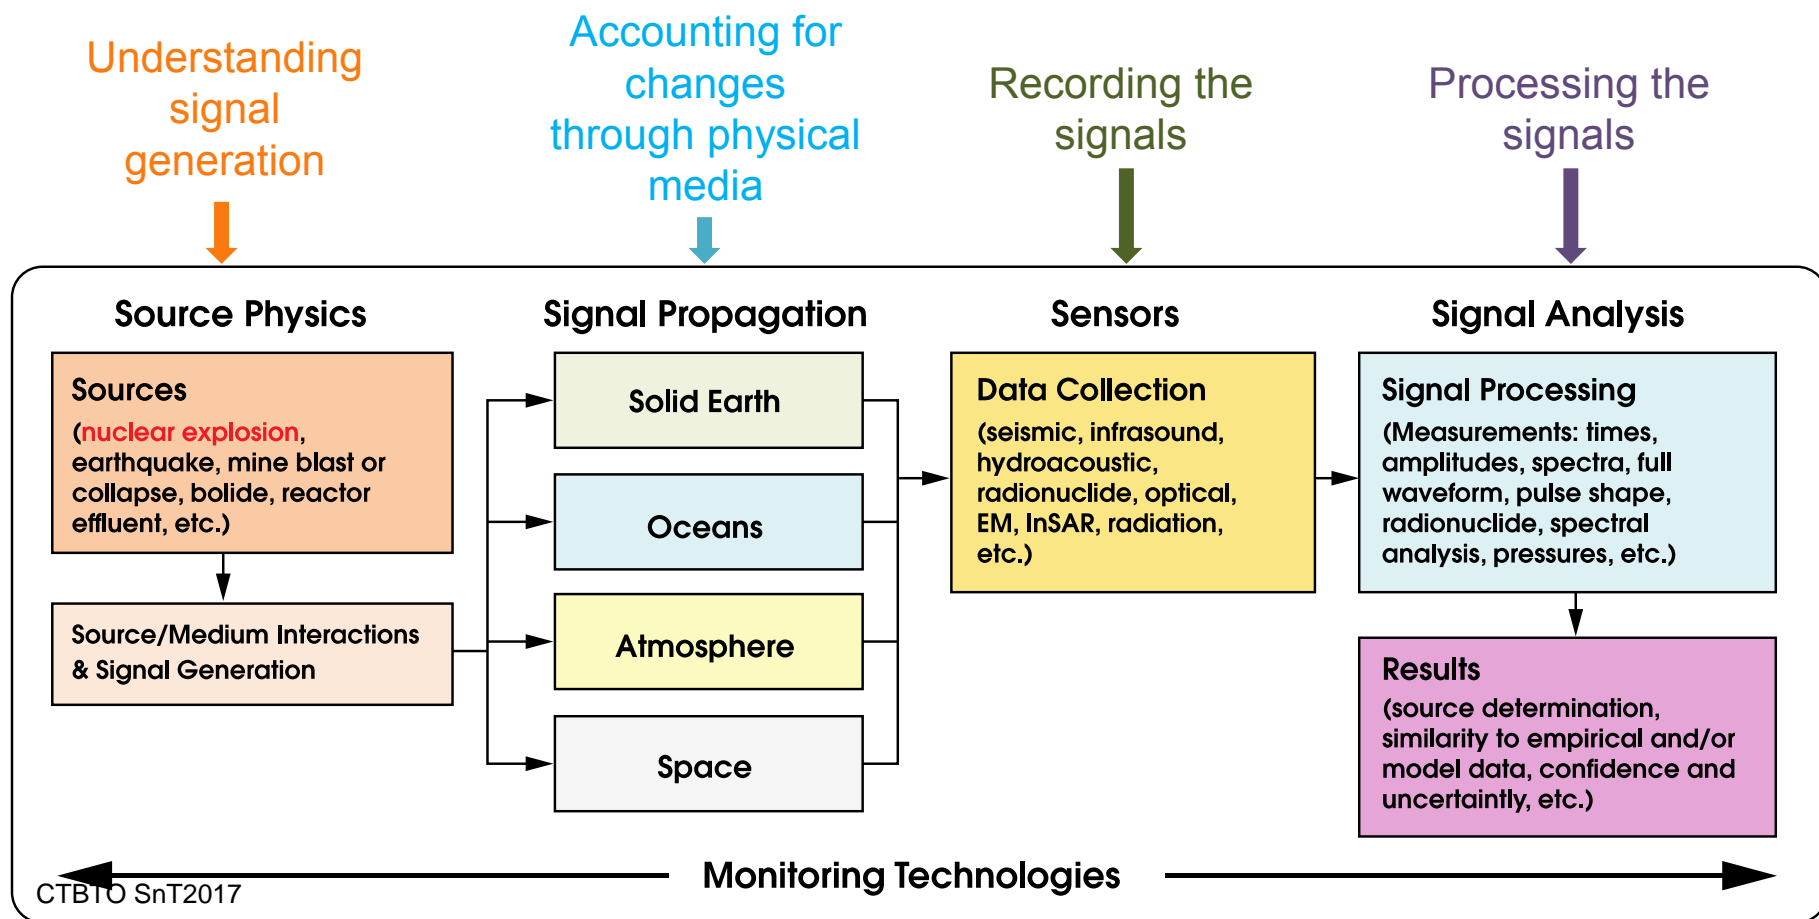 Understanding
signal
generation
Accounting for
changes
through physical
media
Recording the
signals
Processing the
signals
Source Physics
Sources
(nuclear explosion,
earthquake, mine blast or
collapse, bolide, reactor
effluent, etc.)
Source/Medium Interactions
& Signal Generation
Signal Propagation
Solid Earth
Oceans
Atmosphere
Space
Sensors
Data Collection
(seismic, infrasound,
hydroacoustic,
radionuclide, optical,
EM, InSAR, radiation,
etc.)
Signal Analysis
Signal Processing
(Measurements: times,
amplitudes, spectra, full
waveform, pulse shape,
radionuclide, spectral
analysis, pressures, etc.)
Results
(source determination,
similarity to empirical and/or
model data, confidence and
uncertaintly, etc.)
Monitoring Technologies
CTBTO SnT2017